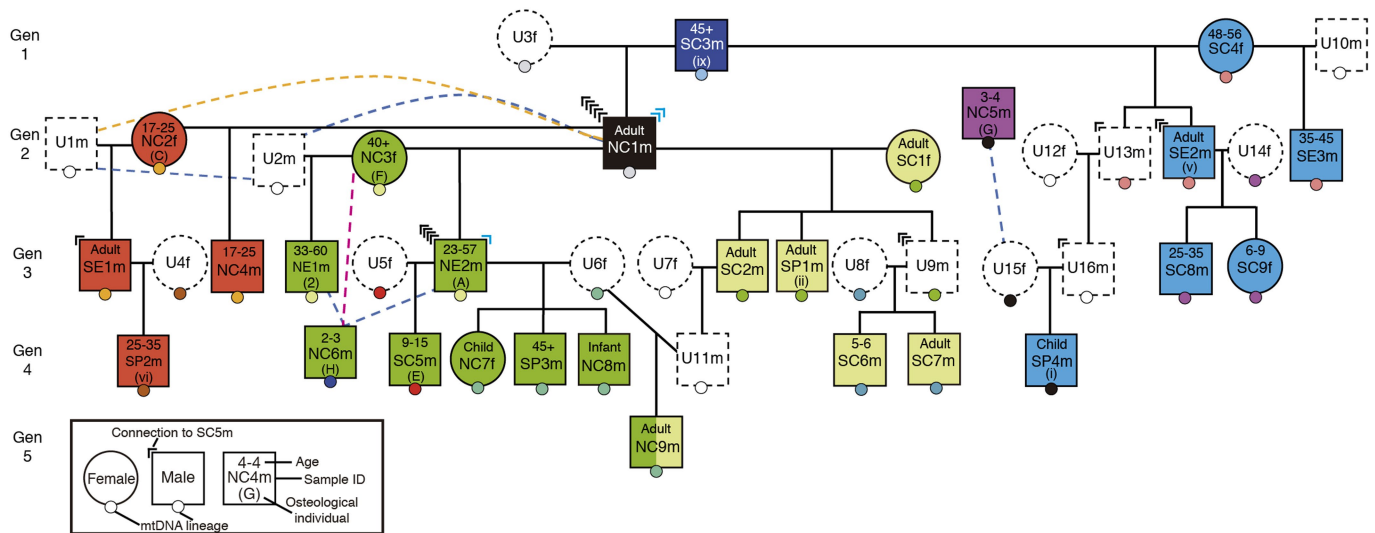 Gen
1
U3f
45+
SC3m
(ix)
48-56
SC4f
U10m
Gen
2
U1m
17-25
NC2f
(C)
U2m
40+
NC3f
(F)
Adult
NC1m
Adult
SC1f
3-4
NC5m
(G)
U12f
U13m
Adult
SE2m
(v)
U14f
35-45
SE3m
Gen
3
Adult
SE1m
U4f
17-25
NC4m
33-60
NE1m
(2)
U5f
23-57
NE2m
(A)
U6f
U7f
Adult
SC2m
Adult
SP1m
(ii)
U8f
U9m
U15f
U16m
25-35
SC8m
6-9
SC9f
Gen
4
25-35
SP2m
(vi)
2-3
NC6m
(H)
9-15
SC5m
(E)
Child
NC7f
45+
SP3m
Infant
NC8m
U11m
5-6
SC6m
Adult
SC7m
Child
SP4m
(i)
Gen
5
Adult
NC9m
Connection to SC5m
Female
Male
4-4
NC4m
(G)
Age
Sample ID
Osteological
individual
mtDNA lineage